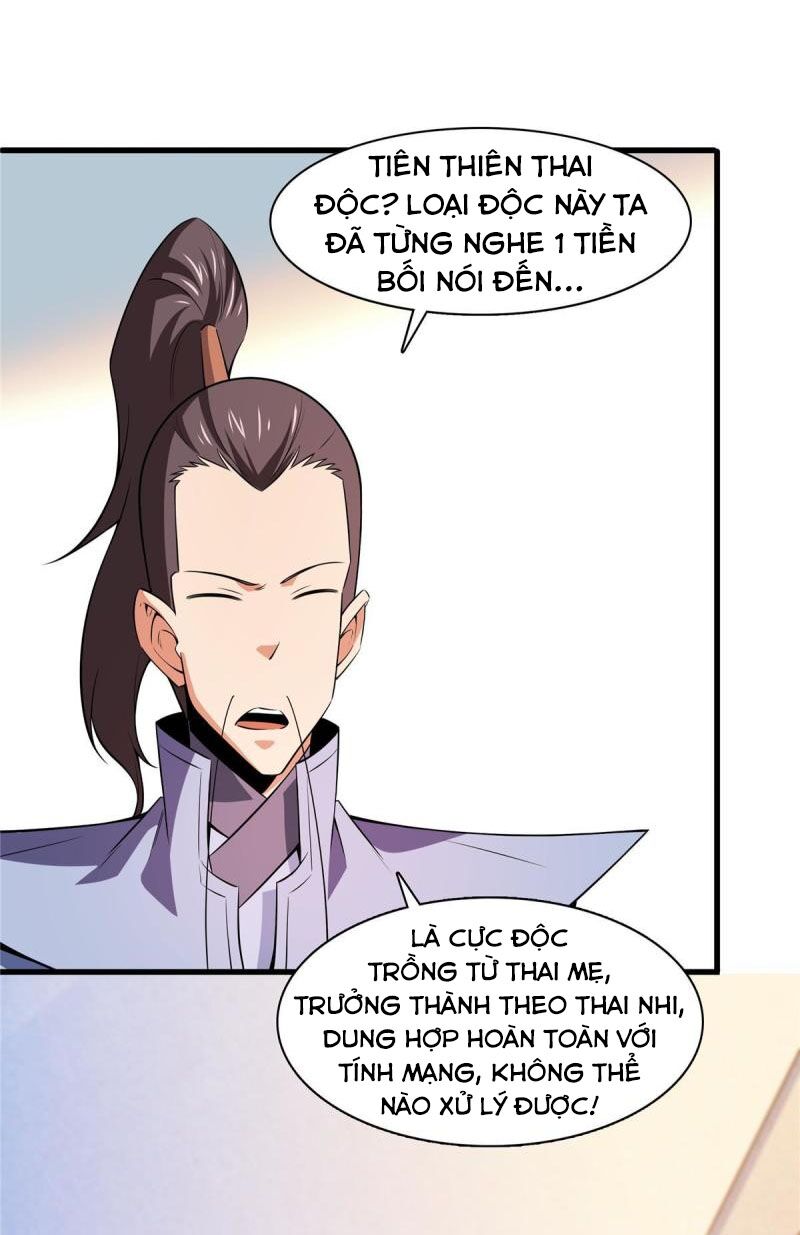 TIÊN THIÊN THAI
ĐỘC? LOẠI ĐỘC NÀY TA
ĐÃ TỪNG NGHE 1 TIỀN
BỐI NÓI ĐẾN...
LÀ CỰC ĐỘC
TRỒNG TỪ THAI MẸ,
TRƯỞNG THÀNH THEO THAI NHI,
DUNG HỢP HOÀN TOÀN VỚI
TÍNH MẠNG, KHÔNG THỂ
NÀO XỬ LÝ ĐƯỢC!